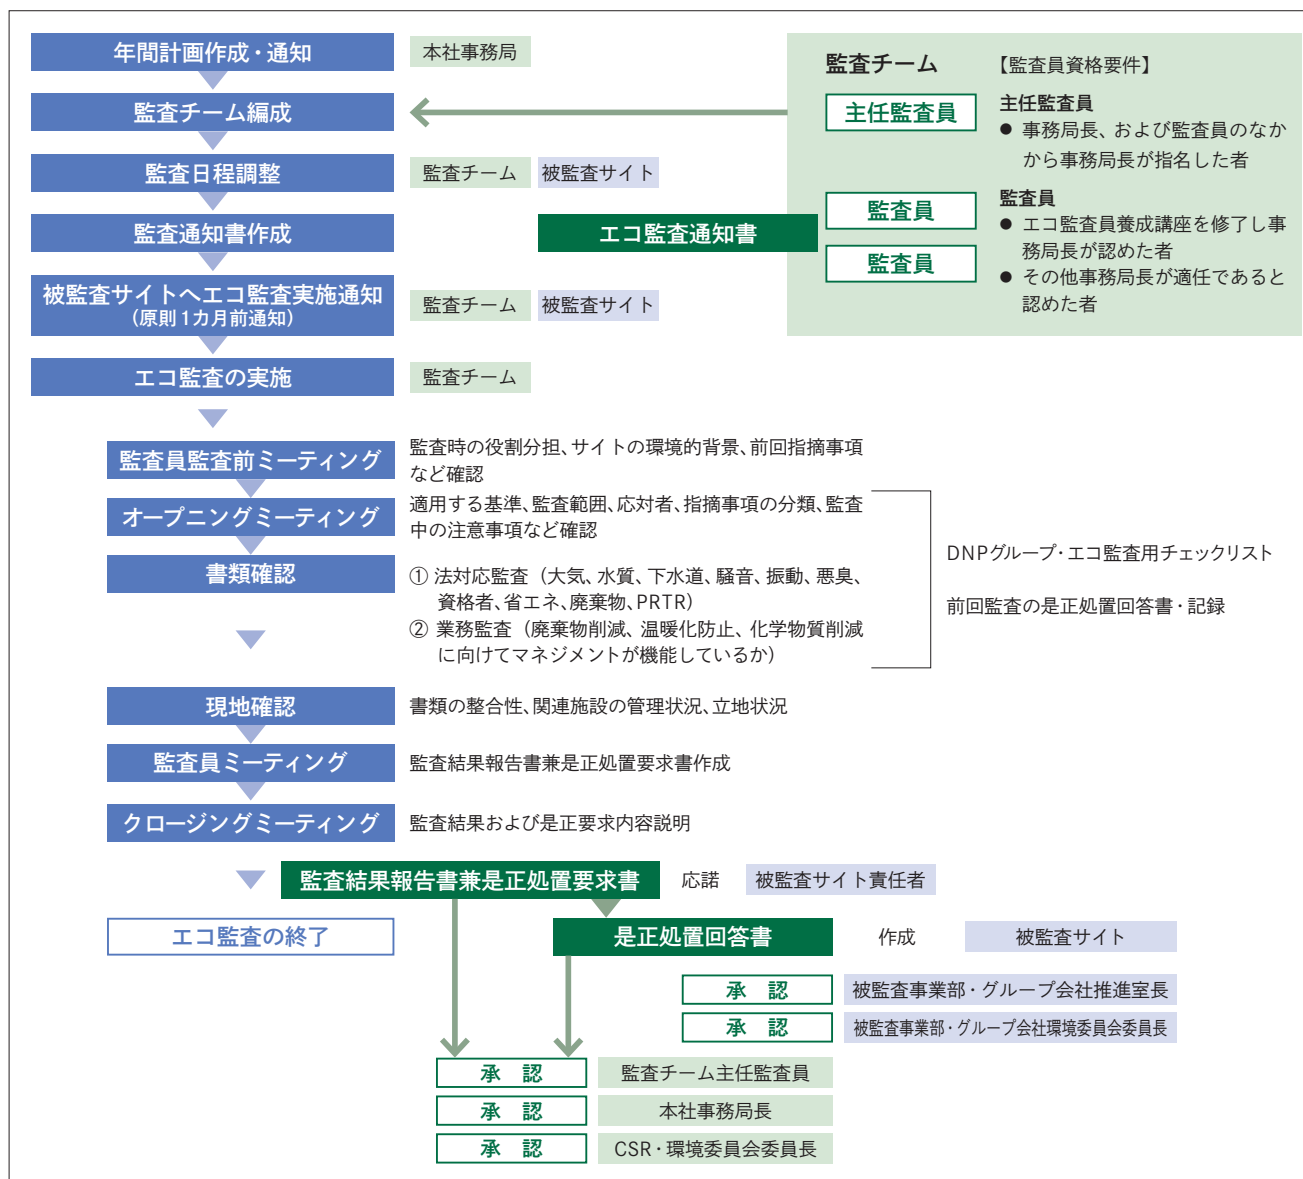 年間計画作成・通知
本社事務局
監査チーム編成
監査日程調整
監査チーム
被監査サイト
監査通知書作成
エコ監査通知書
被監査サイトへエコ監査実施通知
(原則1カ月前通知)
監査チーム
被監査サイト
エコ監査の実施
監査チーム
監査チーム
【監査員資格要件】
主任監査員
主任監査員
● 事務局長、および監査員のなか
から事務局長が指名した者
監査員
監査員
監査員
● エコ監査員養成講座を修了し事
務局長が認めた者
● その他事務局長が適任であると
認めた者
監査員監査前ミーティング
監査時の役割分担、サイトの環境的背景、前回指摘事項
など確認
オープニングミーティング
適用する基準、監査範囲、応対者、指摘事項の分類、監査
中の注意事項など確認
書類確認
① 法対応監査(大気、水質、下水道、騒音、振動、悪臭、
資格者、省エネ、廃棄物、PRTR)
② 業務監査(廃棄物削減、温暖化防止、化学物質削減
に向けてマネジメントが機能しているか)
DNPグループ・エコ監査用チェックリスト
前回監査の是正処置回答書・記録
現地確認
書類の整合性、関連施設の管理状況、立地状況
監査員ミーティング
監査結果報告書兼是正処置要求書作成
クロージングミーティング
監査結果および是正要求内容説明
監査結果報告書兼是正処置要求書
応諾
被監査サイト責任者
エコ監査の終了
是正処置回答書
作成
被監査サイト
承 認
被監査事業部・グループ会社推進室長
承 認
被監査事業部・グループ会社環境委員会委員長
承 認
監査チーム主任監査員
承 認
本社事務局長
承 認
CSR・環境委員会委員長